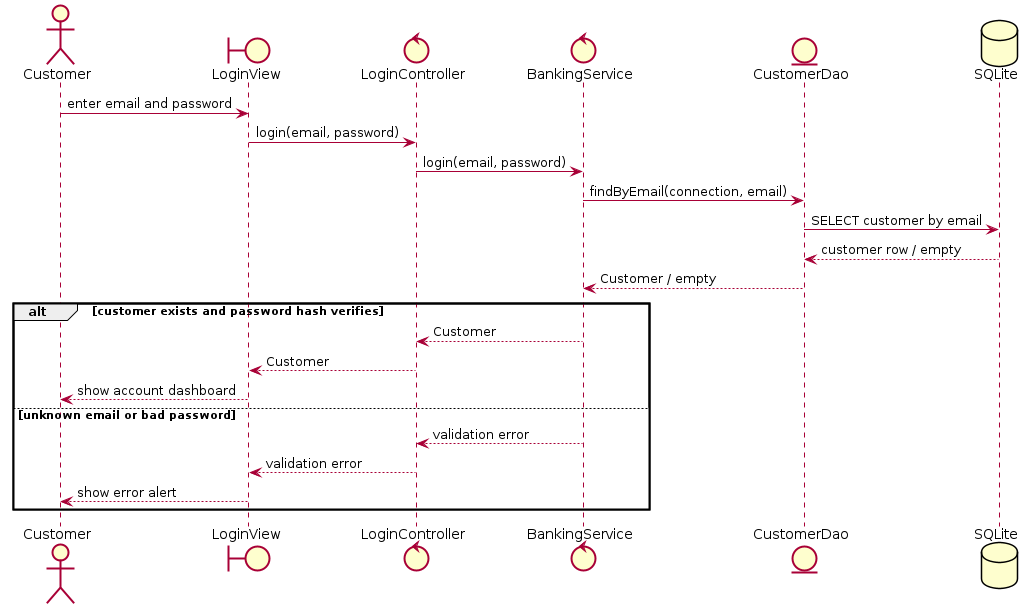 Customer
LoginView
LoginController
BankingService
CustomerDao
SQLite
enter email and password
login(email, password)
login(email, password)
findByEmail(connection, email)
SELECT customer by email
customer row / empty
Customer / empty
alt
[customer exists and password hash verifies]
Customer
Customer
show account dashboard
[unknown email or bad password]
validation error
validation error
show error alert
Customer
LoginView
LoginController
BankingService
CustomerDao
SQLite